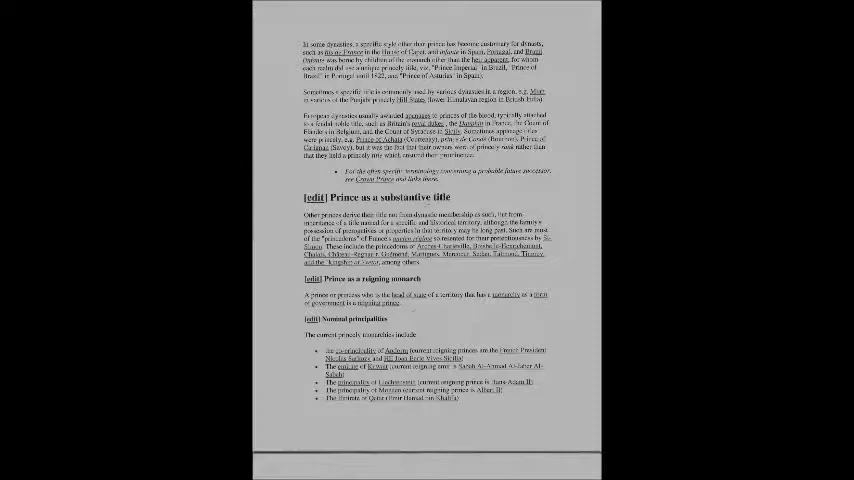 In some dynasties, a specific style other than prince has become customary for dynasts,
such as fils de France in the House of Capet, and infante in Spain, Portugal, and Brazil
Infante was borne by children of the monarch other than the heir apparent, for whom
each realm did use a unique princely title, viz. "Prince Imperial" in Brazil, "Prince of
Brazil" in Portugal until 1822, and "Prince of Asturias" in Spain).
Sometimes a specific title is commonly used by various dynasties in a region, e.g. Mian
in various of the Punjabi princely Hill States (lower Himalayan region in British India)
European dynasties usually awarded appanages to princes of the blood, typically attached
to a feudal noble title, such as Britain's royal dukes , the Dauphin in France, the Count of
Flanders in Belgium, and the Count of Syracuse in Sicily. Sometimes appanage titles
were princely, e.g. Prince of Achaia (Courtenay), prince de Condé (Bourbon), Prince of
Carignan (Savoy), but it was the fact that their owners were of princely rank rather than
that they held a princely title which ensured their prominence.
• For the often specific terminology concerning a probable future successor,
see Crown Prince and links there.
[edit] Prince as a substantive title
Other princes derive their title not from dynastic membership as such, but from
inheritance of a title named for a specific and historical territory, although the family's
possession of prerogatives or properties in that territory may be long past. Such are most
of the "princedoms" of France's ancien régime so resented for their pretentiousness by St-
Simon. These include the princedoms of Arches-Charleville, Boisbelle-Henrichemont,
Chalais, Château-Regnault, Guéméné, Martigues, Mercoeur, Sedan, Talmond, Tingrey,
and the "kingship" of Yvetot, among others.
[edit] Prince as a reigning monarch
A prince or princess who is the head of state of a territory that has a monarchy as a form
of government is a reigning prince.
[edit] Nominal principalities
The current princely monarchies include
• the co-principality of Andorra (current reigning princes are the French President
Nicolas Sarkozy and HE Joan Enric Vives Sicília)
• The emirate of Kuwait (current reigning amir is Sabah Al-Ahmad Al-Jaber Al-
Sabah)
• The principality of Liechtenstein (current reigning prince is Hans-Adam II)
• The principality of Monaco (current reigning prince is Albert II)
• The Emirate of Qatar (Emir Hamad bin Khalifa)